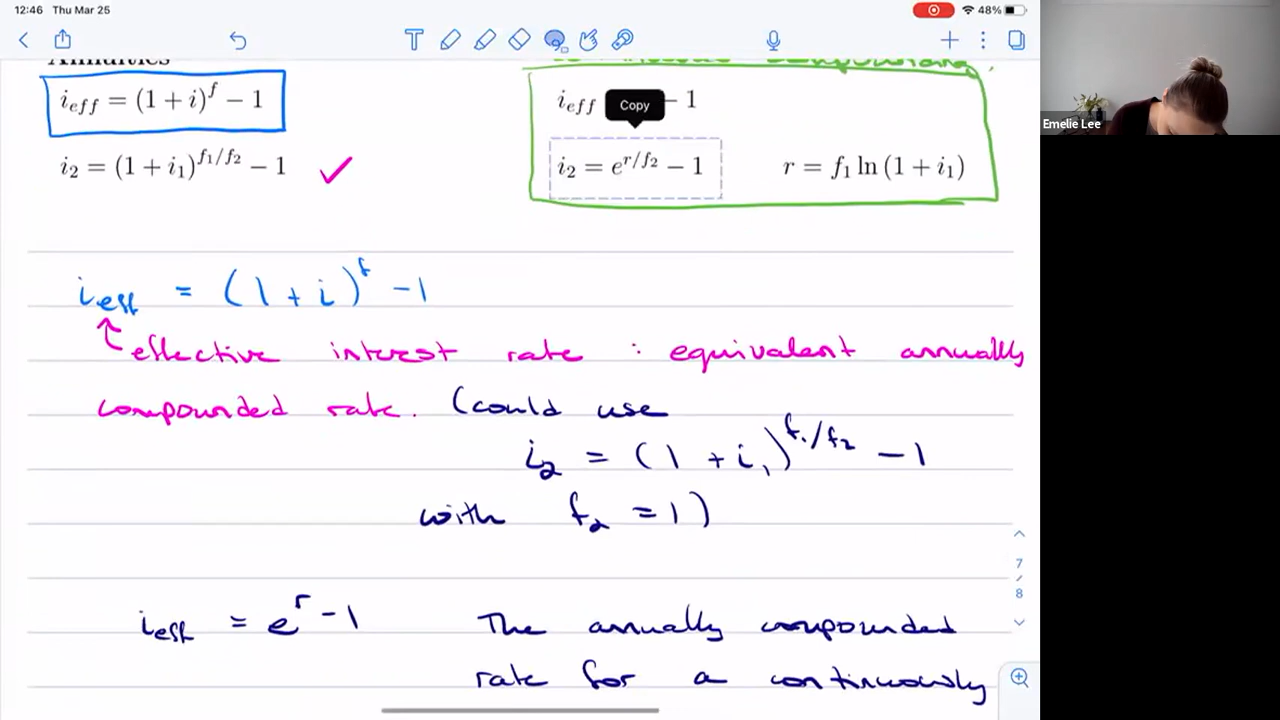 12:46 Thu Mar 25
48%
Annuities
i_eff = (1 + i)^f − 1
i_eff
Copy
− 1
i_2 = (1 + i_1)^{f_1/f_2} − 1
i_2 = e^{r/f_2} − 1
r = f_1 ln (1 + i_1)
i_eff = (1 + i)^f − 1
effective interest rate : equivalent annually
compounded rate. (could use
i_2 = (1 + i_1)^{f_1/f_2} − 1
with f_2 = 1)
i_eff = e^r − 1
The annually compounded
rate for a continuously
7
/
8
Emelie Lee